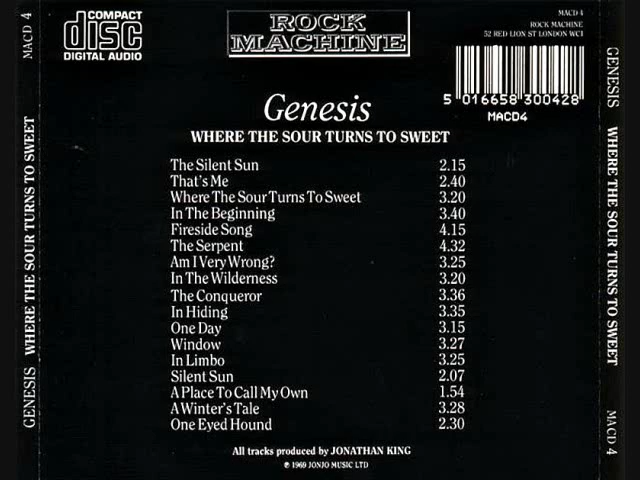 MACD 4
COMPACT
disc
DIGITAL AUDIO
ROCK
MACHINE
MACD 4
ROCK MACHINE
52 RED LION ST LONDON WC1
5 016658 300428
MACD4
Genesis
WHERE THE SOUR TURNS TO SWEET
The Silent Sun 2.15
That's Me 2.40
Where The Sour Turns To Sweet 3.20
In The Beginning 3.40
Fireside Song 4.15
The Serpent 4.32
Am I Very Wrong? 3.25
In The Wilderness 3.20
The Conqueror 3.36
In Hiding 3.35
One Day 3.15
Window 3.27
In Limbo 3.25
Silent Sun 2.07
A Place To Call My Own 1.54
A Winter's Tale 3.28
One Eyed Hound 2.30
All tracks produced by JONATHAN KING
℗ 1969 JONJO MUSIC LTD
GENESIS WHERE THE SOUR TURNS TO SWEET
GENESIS WHERE THE SOUR TURNS TO SWEET MACD 4